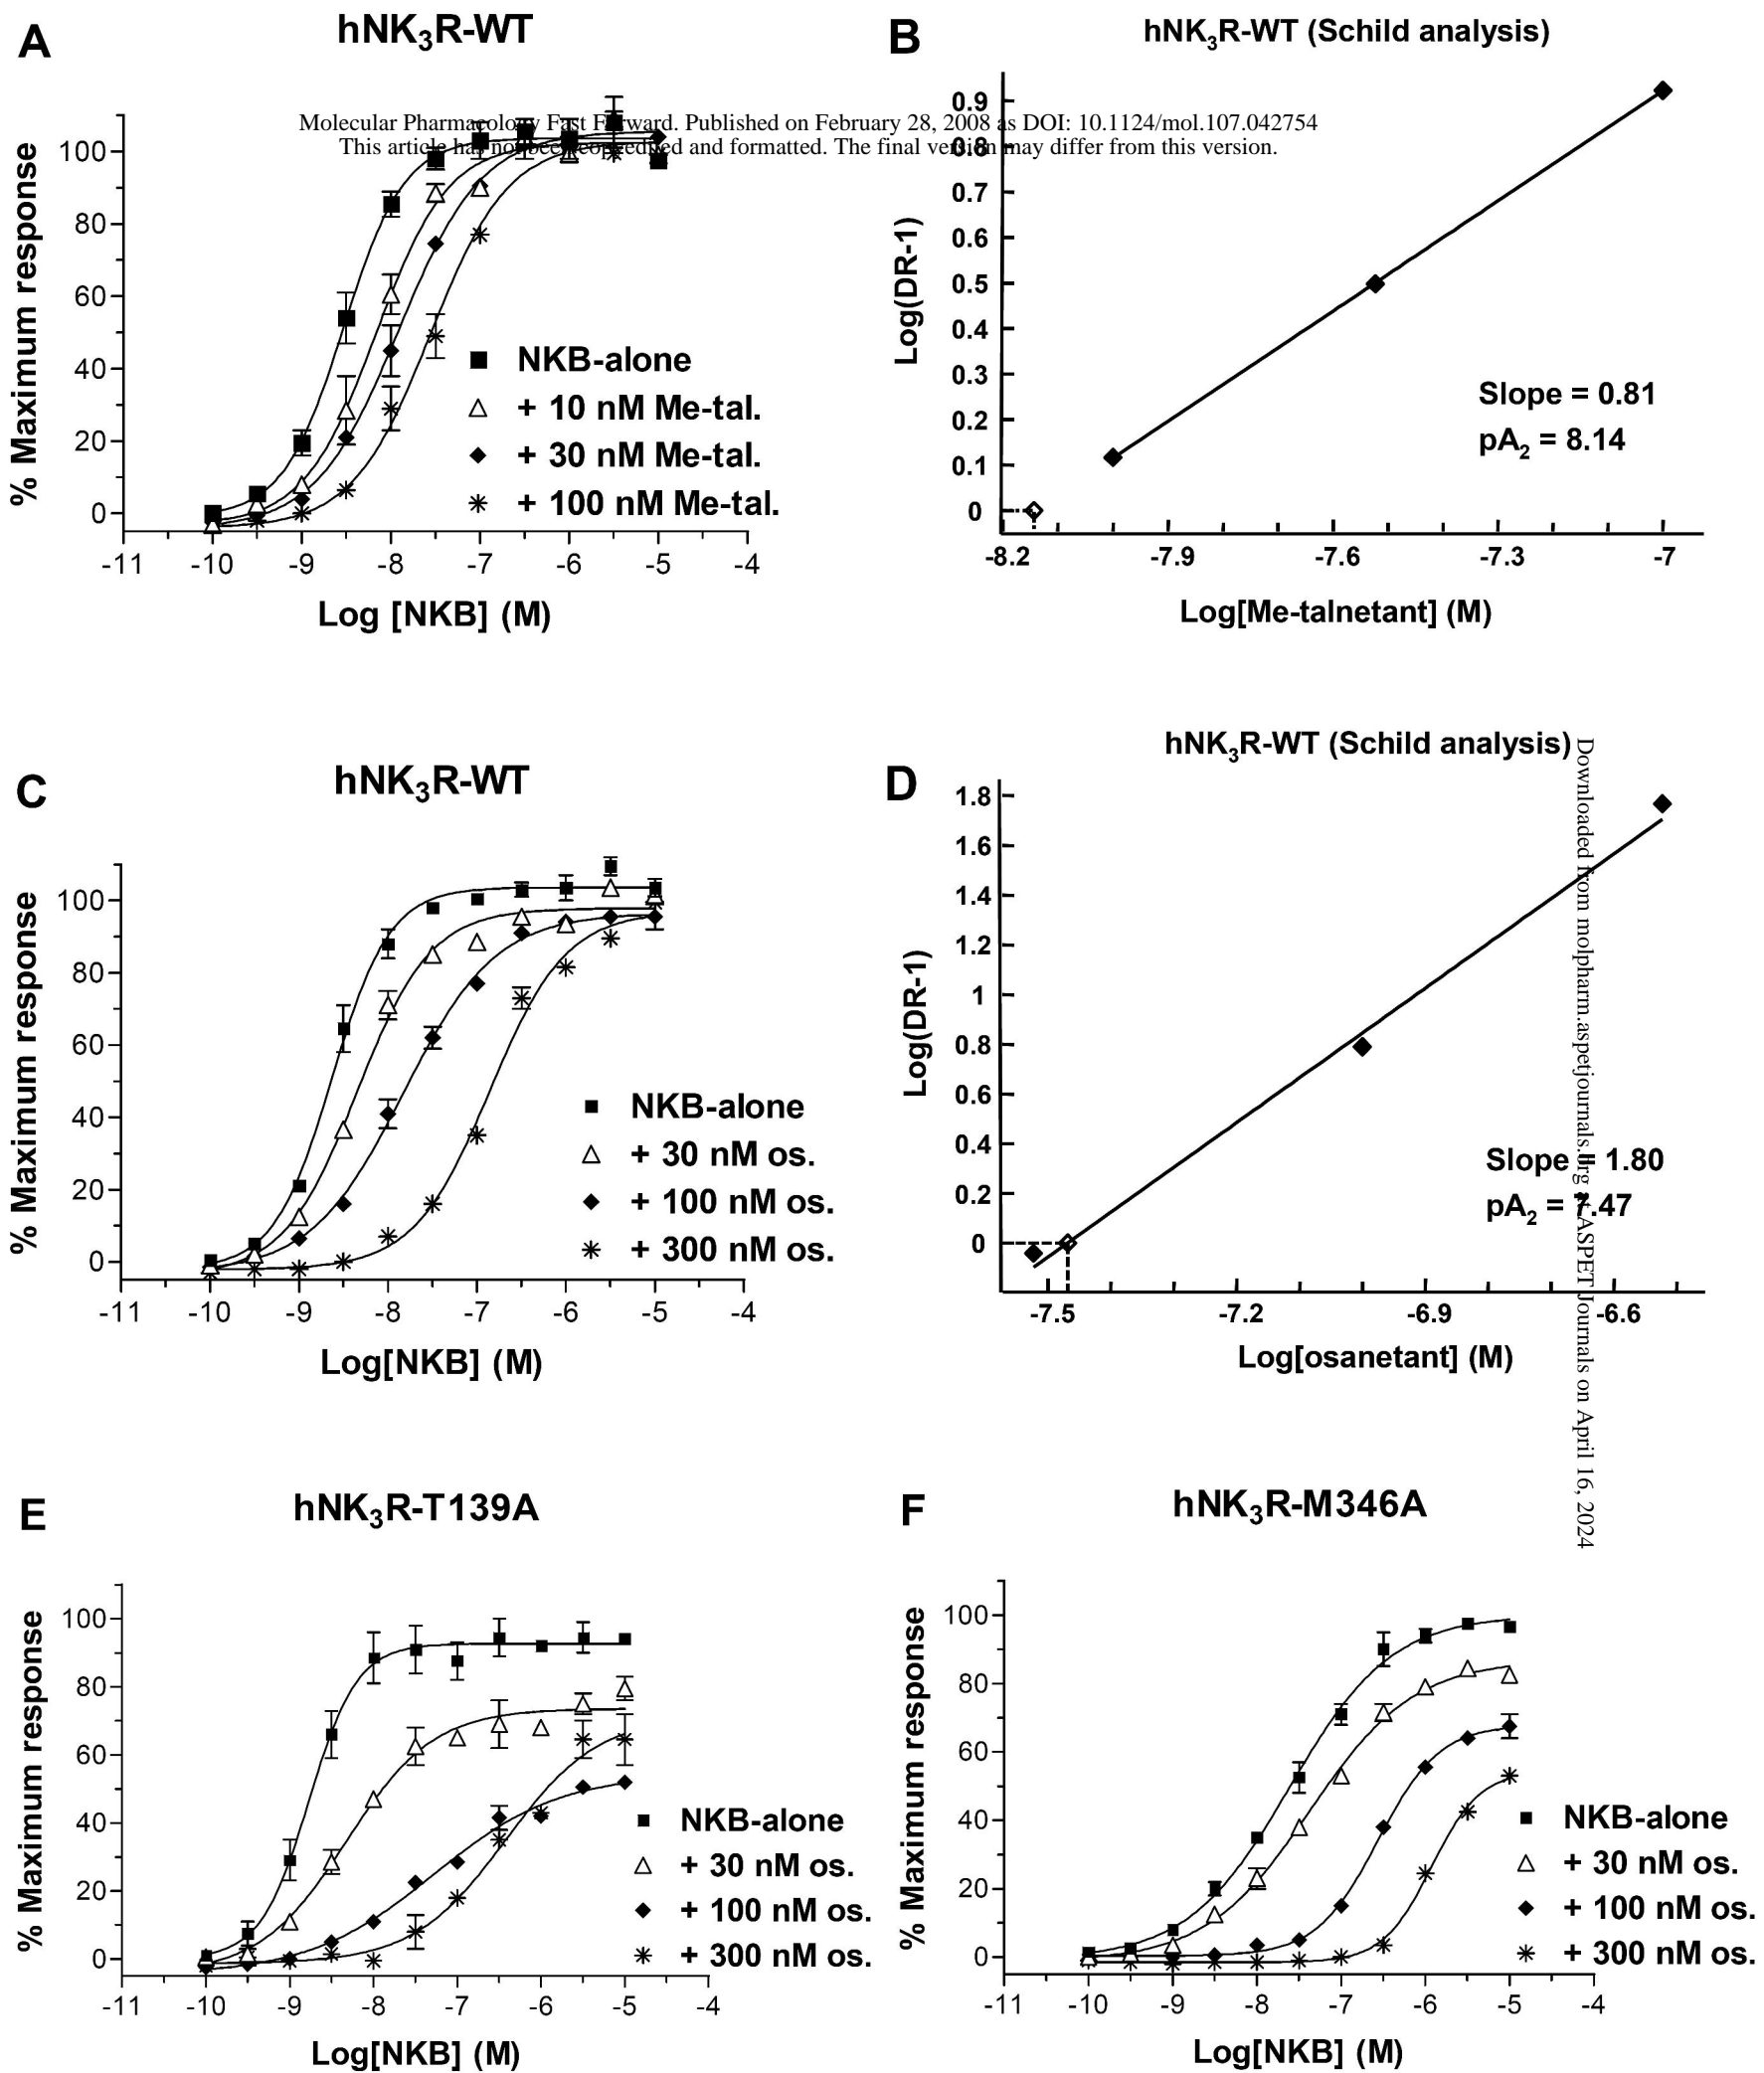 A
hNK3R-WT
B
hNK3R-WT (Schild analysis)
Molecular Pharmacology Fast Forward. Published on February 28, 2008 as DOI: 10.1124/mol.107.042754
This article has not been copyedited and formatted. The final version may differ from this version.
% Maximum response
100
80
60
40
20
0
-11 -10 -9 -8 -7 -6 -5 -4
Log [NKB] (M)
NKB-alone
+ 10 nM Me-tal.
+ 30 nM Me-tal.
+ 100 nM Me-tal.
Log(DR-1)
0.9
0.8
0.7
0.6
0.5
0.4
0.3
0.2
0.1
0
-8.2 -7.9 -7.6 -7.3 -7
Log[Me-talnetant] (M)
Slope = 0.81
pA2 = 8.14
C
hNK3R-WT
% Maximum response
100
80
60
40
20
0
-11 -10 -9 -8 -7 -6 -5 -4
Log[NKB] (M)
NKB-alone
+ 30 nM os.
+ 100 nM os.
+ 300 nM os.
D
hNK3R-WT (Schild analysis)
Log(DR-1)
1.8
1.6
1.4
1.2
1
0.8
0.6
0.4
0.2
0
-7.5 -7.2 -6.9 -6.6
Log[osanetant] (M)
Slope = 1.80
pA2 = 7.47
Downloaded from molpharm.aspetjournals.org at ASPET Journals on April 16, 2024
E
hNK3R-T139A
% Maximum response
100
80
60
40
20
0
-11 -10 -9 -8 -7 -6 -5 -4
Log[NKB] (M)
NKB-alone
+ 30 nM os.
+ 100 nM os.
+ 300 nM os.
F
hNK3R-M346A
% Maximum response
100
80
60
40
20
0
-11 -10 -9 -8 -7 -6 -5 -4
Log[NKB] (M)
NKB-alone
+ 30 nM os.
+ 100 nM os.
+ 300 nM os.